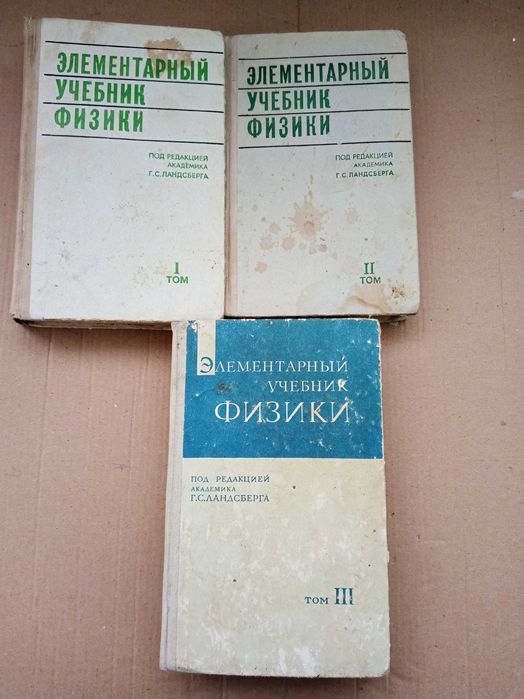 ЭЛЕМЕНТАРНЫЙ
УЧЕБНИК
ФИЗИКИ
ПОД РЕДАКЦИЕЙ
АКАДЕМИКА
Г.С.ЛАНДСБЕРГА
I
ТОМ
ЭЛЕМЕНТАРНЫЙ
УЧЕБНИК
ФИЗИКИ
ПОД РЕДАКЦИЕЙ
АКАДЕМИКА
Г.С.ЛАНДСБЕРГА
II
ТОМ
ЭЛЕМЕНТАРНЫЙ
УЧЕБНИК
ФИЗИКИ
ПОД РЕДАКЦИЕЙ
АКАДЕМИКА
Г.С.ЛАНДСБЕРГА
ТОМ III